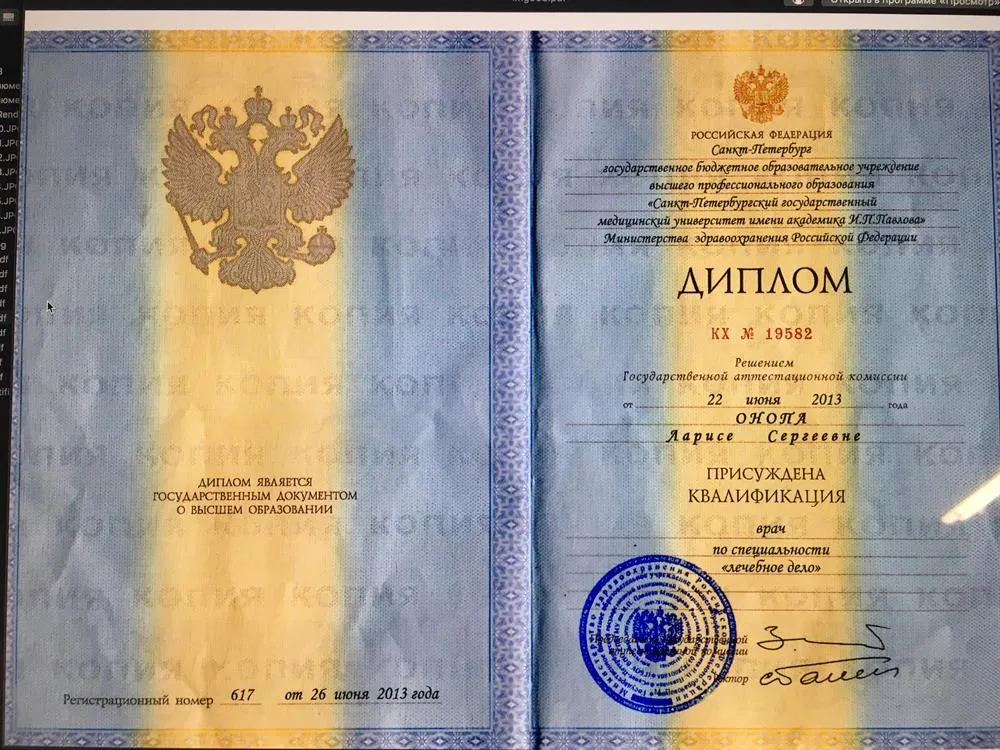 Открыть в программе «Просмотр»
ДИПЛОМ ЯВЛЯЕТСЯ
ГОСУДАРСТВЕННЫМ ДОКУМЕНТОМ
О ВЫСШЕМ ОБРАЗОВАНИИ
Регистрационный номер 617 от 26 июня 2013 года
РОССИЙСКАЯ ФЕДЕРАЦИЯ
Санкт-Петербург
государственное бюджетное образовательное учреждение
высшего профессионального образования
«Санкт-Петербургский государственный
медицинский университет имени академика И.П.Павлова»
Министерства здравоохранения Российской Федерации
ДИПЛОМ
КХ № 19582
Решением
Государственной аттестационной комиссии
от 22 июня 2013 года
ОНОПА
Ларисе Сергеевне
ПРИСУЖДЕНА
КВАЛИФИКАЦИЯ
врач
по специальности
«лечебное дело»